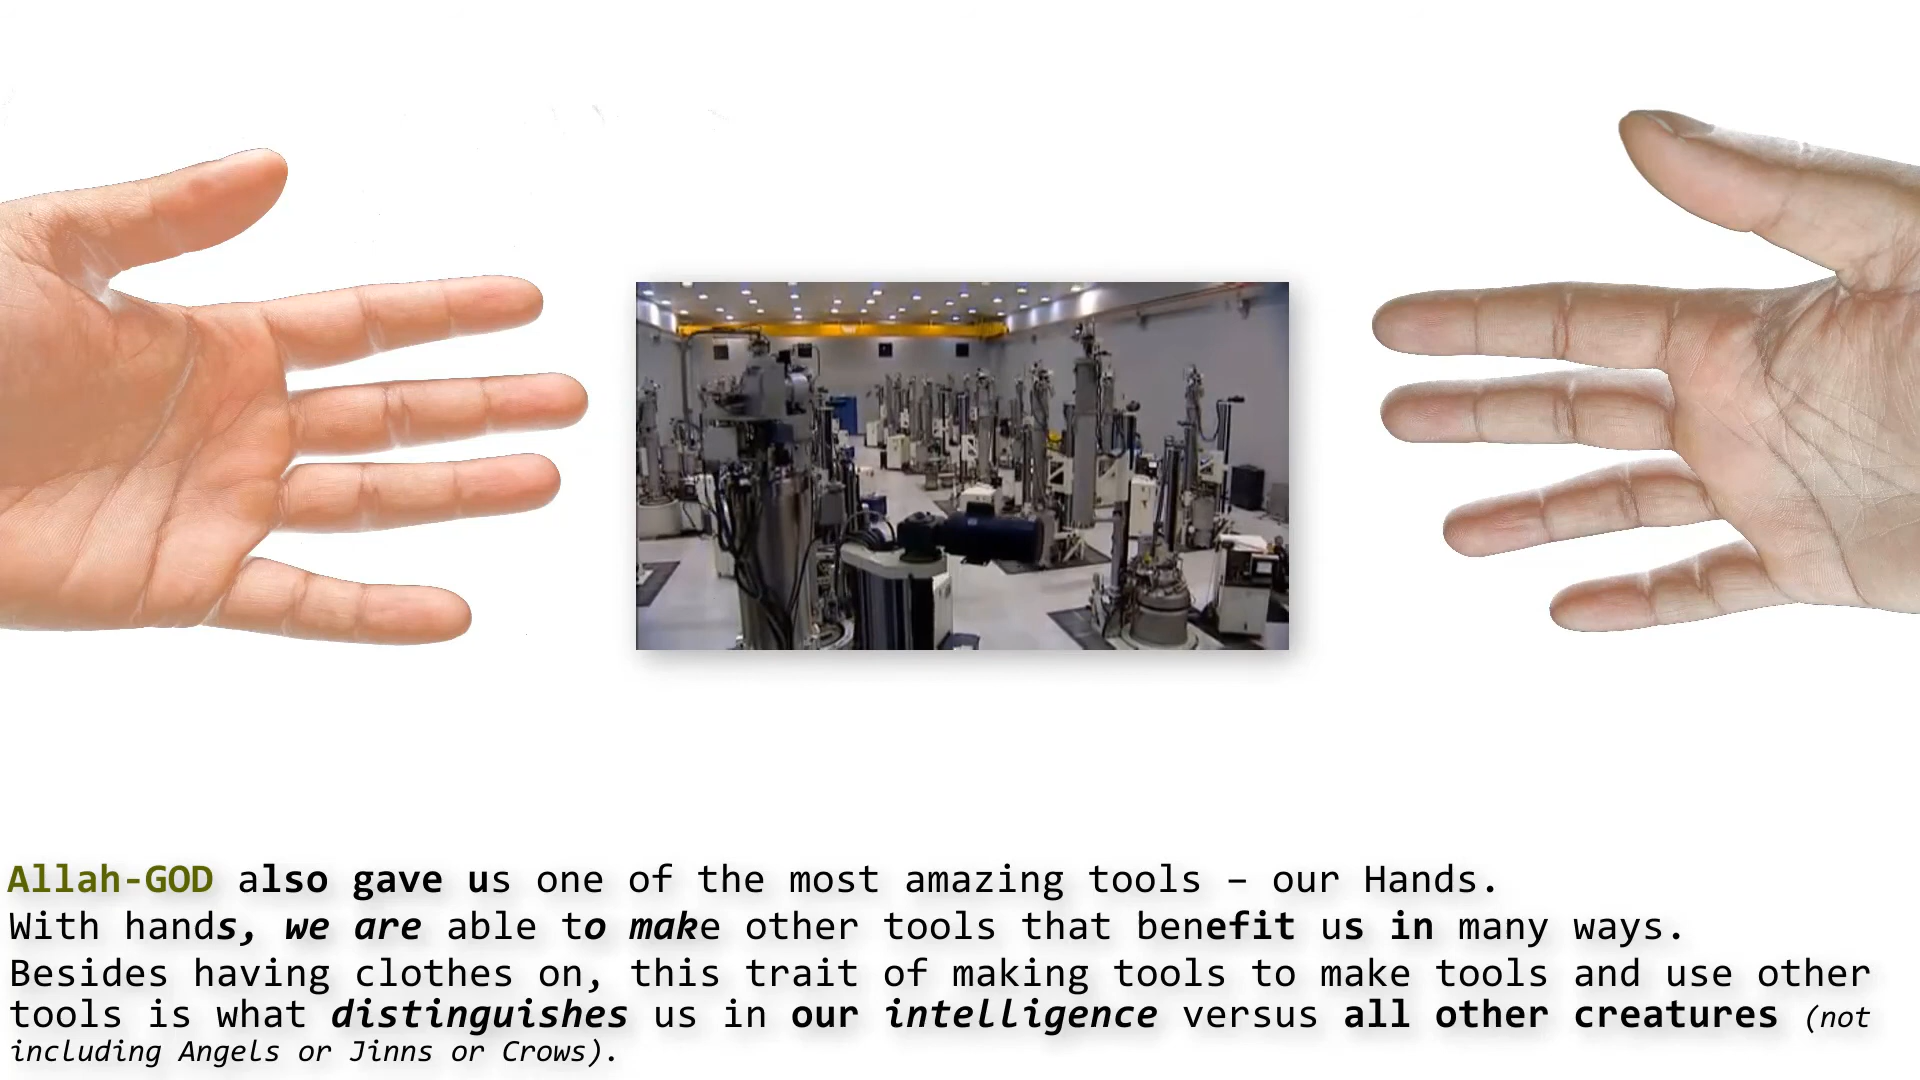 Allah-GOD also gave us one of the most amazing tools – our Hands.
With hands, we are able to make other tools that benefit us in many ways.
Besides having clothes on, this trait of making tools to make tools and use other
tools is what distinguishes us in our intelligence versus all other creatures (not
including Angels or Jinns or Crows).